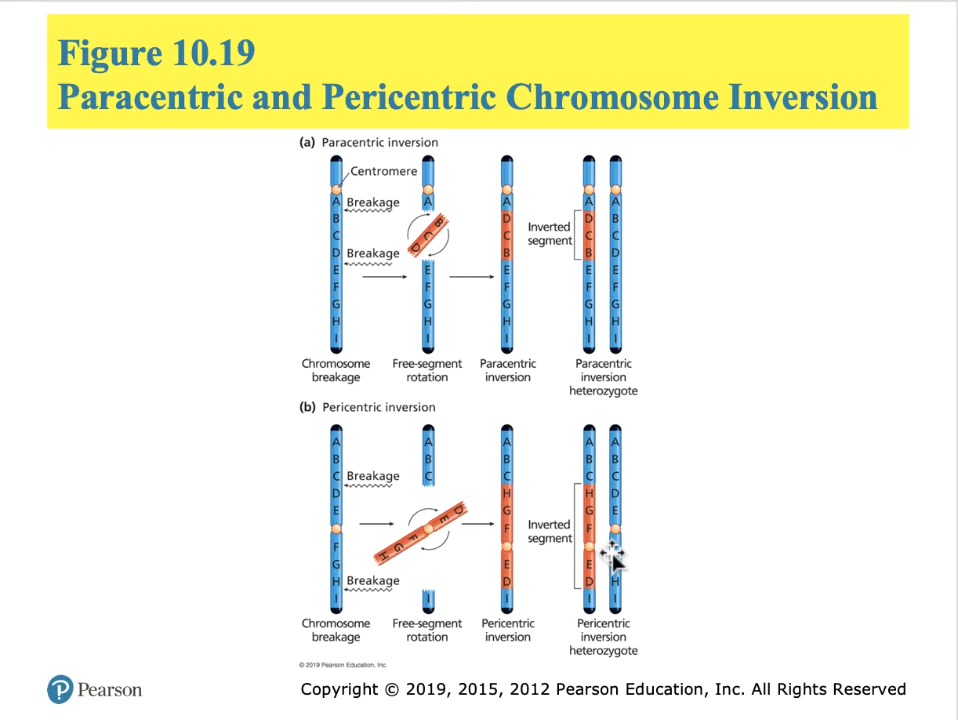 Figure 10.19
Paracentric and Pericentric Chromosome Inversion
(a) Paracentric inversion
Centromere
A Breakage A A A A
B B D Inverted D B
C C C segment C C
D Breakage D B B D
E E E E E
F F F F F
G G G G G
H H H H H
I I I I I
Chromosome breakage
Free-segment rotation
Paracentric inversion
Paracentric inversion heterozygote
(b) Pericentric inversion
A A A A A
B B B B B
C Breakage C C C C
D D H H D
E E G G E
F F F Inverted segment F
G G E E
H Breakage H D D H
I I I I I
Chromosome breakage
Free-segment rotation
Pericentric inversion
Pericentric inversion heterozygote
© 2019 Pearson Education, Inc.
Pearson
Copyright © 2019, 2015, 2012 Pearson Education, Inc. All Rights Reserved